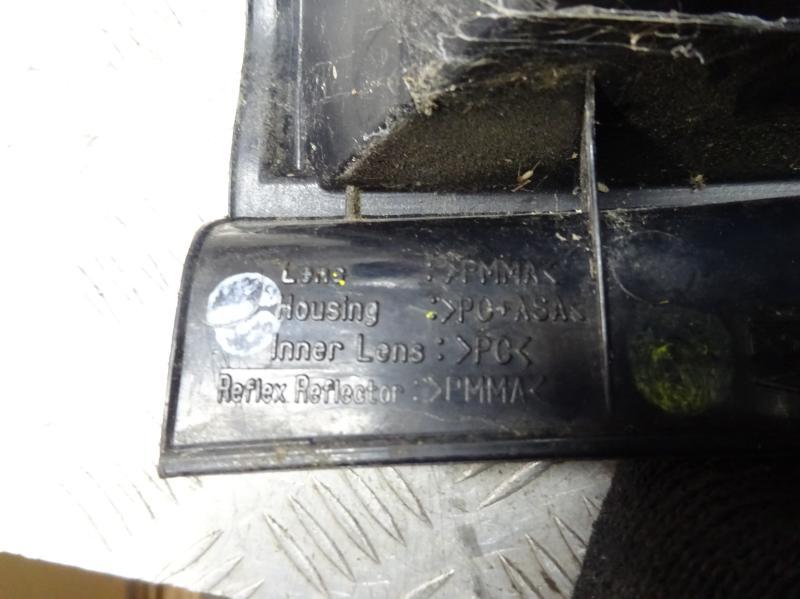 Lens :>PMMA<
Housing :>PC+ASA<
Inner Lens :>PC<
Reflex Reflector :>PMMA<